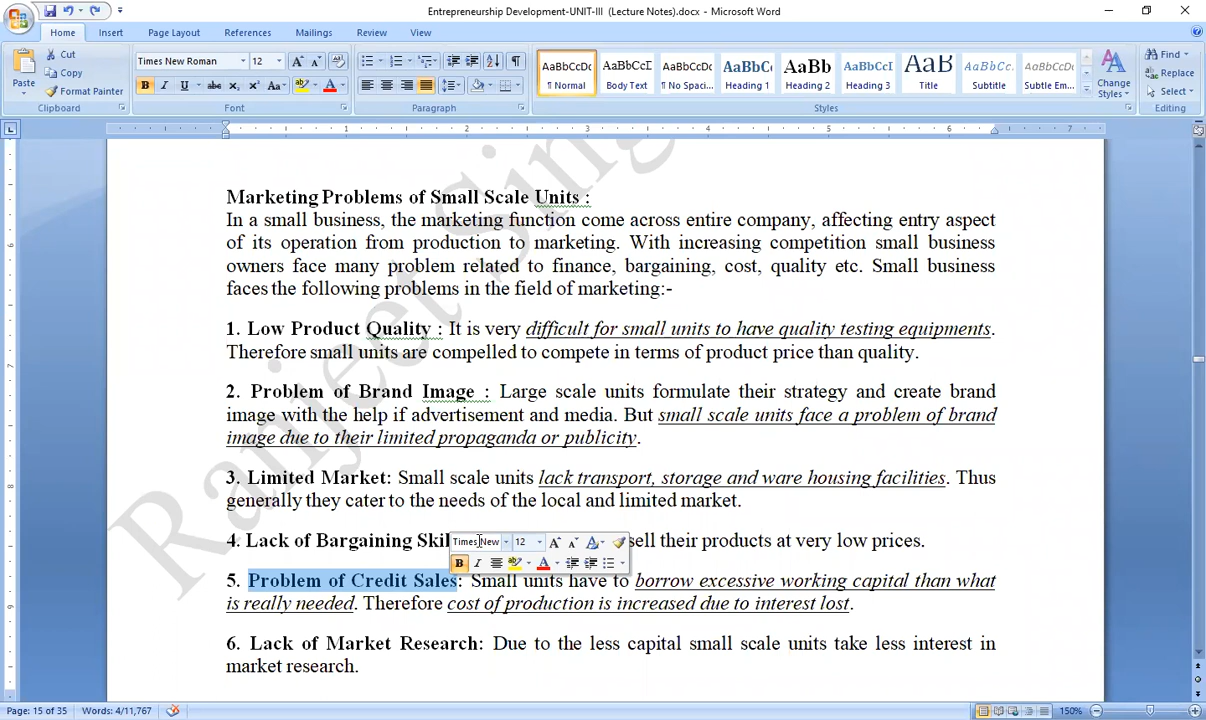 Entrepreneurship Development-UNIT-III (Lecture Notes).docx - Microsoft Word
Home Insert Page Layout References Mailings Review View
Cut
Copy
Format Painter
Paste
Clipboard
Times New Roman 12
Font
Paragraph
AaBbCcDc AaBbCcI AaBbCcDc AaBbC AaBb AaBbCcI AaB AaBbCc. AaBbCcDc
¶ Normal Body Text ¶ No Spaci... Heading 1 Heading 2 Heading 3 Title Subtitle Subtle Em...
Change Styles
Styles
Find
Replace
Select
Editing
1 2 3 4 5 6 7
Ranjeet Sing
Marketing Problems of Small Scale Units :
In a small business, the marketing function come across entire company, affecting entry aspect
of its operation from production to marketing. With increasing competition small business
owners face many problem related to finance, bargaining, cost, quality etc. Small business
faces the following problems in the field of marketing:-
1. Low Product Quality : It is very difficult for small units to have quality testing equipments.
Therefore small units are compelled to compete in terms of product price than quality.
2. Problem of Brand Image : Large scale units formulate their strategy and create brand
image with the help if advertisement and media. But small scale units face a problem of brand
image due to their limited propaganda or publicity.
3. Limited Market: Small scale units lack transport, storage and ware housing facilities. Thus
generally they cater to the needs of the local and limited market.
4. Lack of Bargaining Skil sell their products at very low prices.
Times New 12
5. Problem of Credit Sales: Small units have to borrow excessive working capital than what
is really needed. Therefore cost of production is increased due to interest lost.
6. Lack of Market Research: Due to the less capital small scale units take less interest in
market research.
Page: 15 of 35 Words: 4/11,767 150%